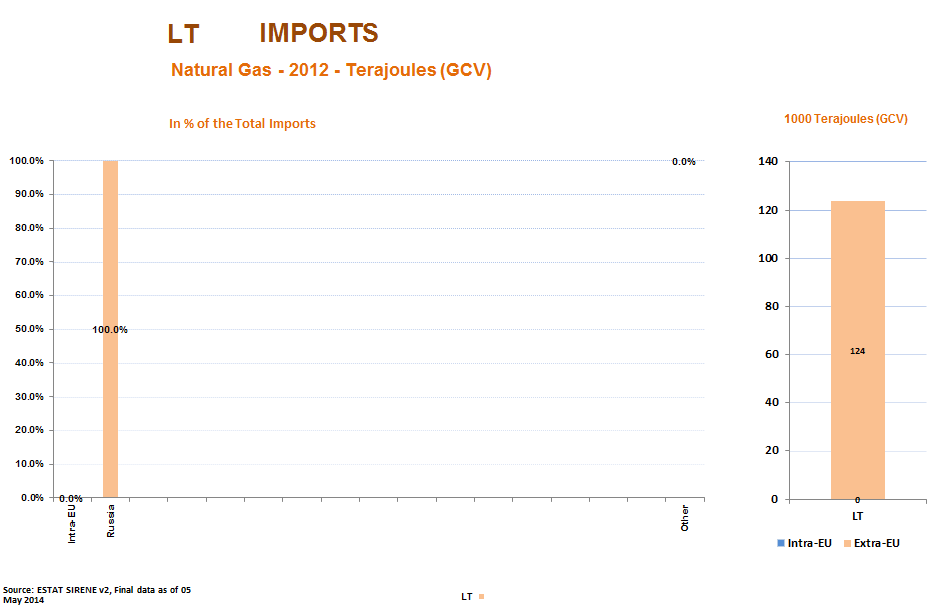 LT IMPORTS
Natural Gas - 2012 - Terajoules (GCV)
In % of the Total Imports
100.0%
90.0%
80.0%
70.0%
60.0%
50.0%
40.0%
30.0%
20.0%
10.0%
0.0%
0.0%
100.0%
0.0%
Intra-EU
Russia
Other
LT
1000 Terajoules (GCV)
140
120
100
80
60
40
20
0
124
0
LT
Intra-EU Extra-EU
Source: ESTAT SIRENE v2, Final data as of 05
May 2014